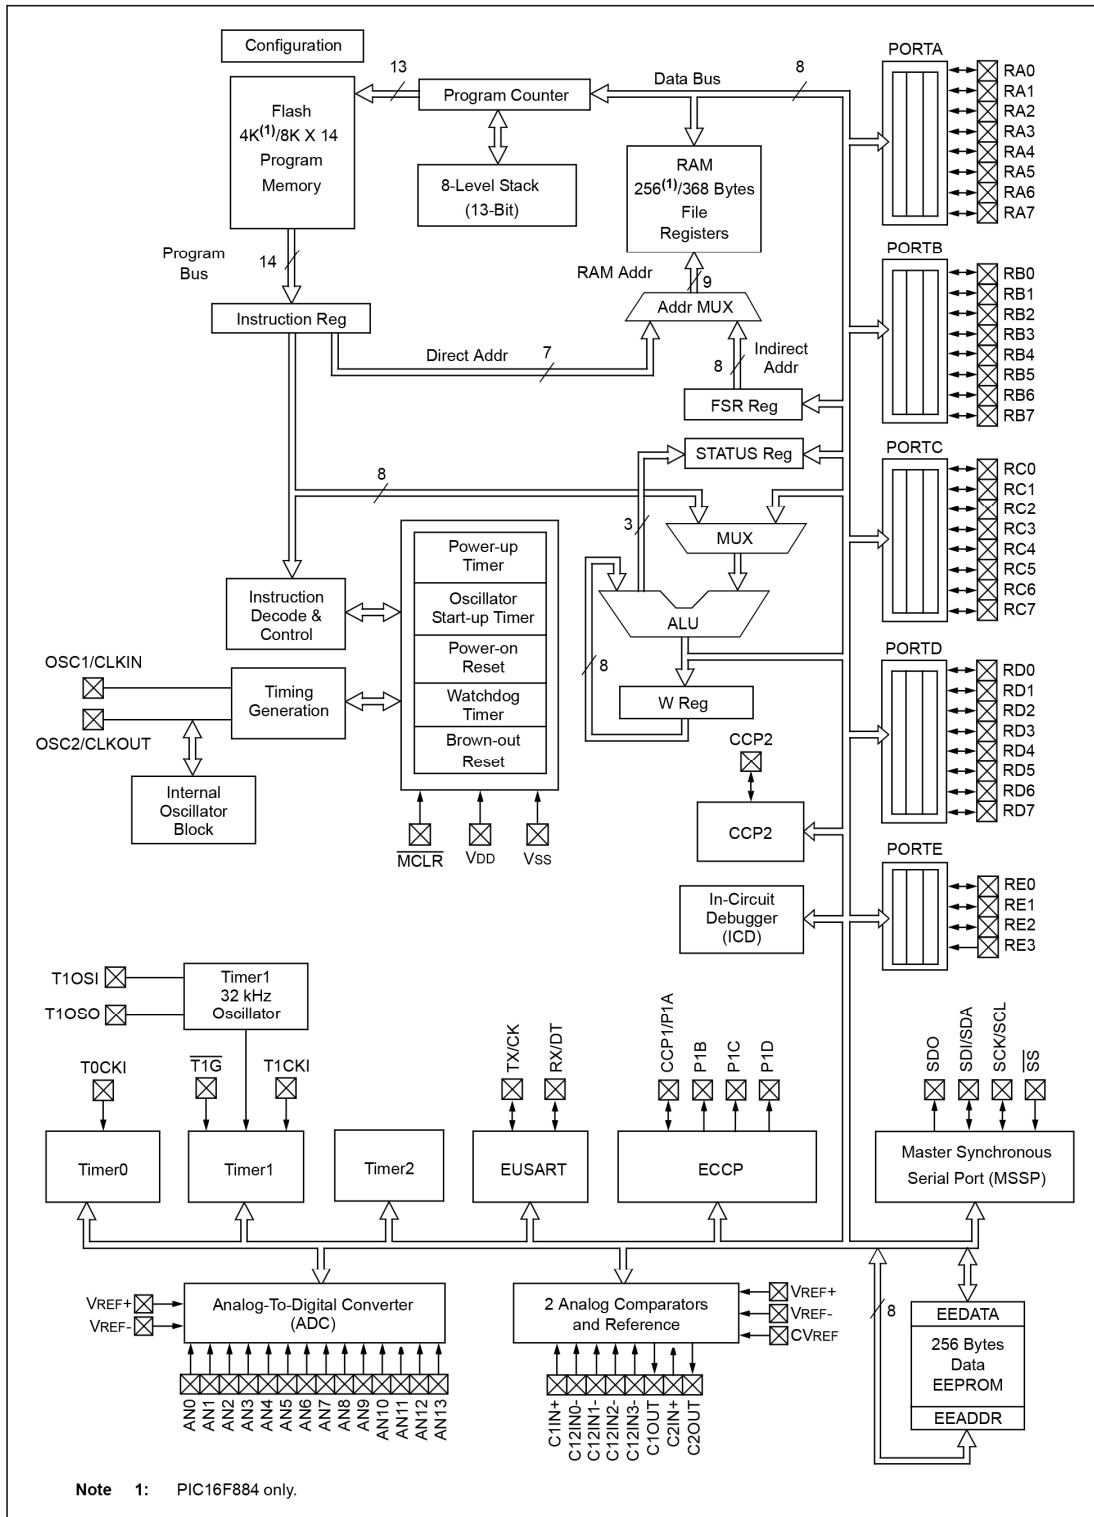 Configuration
Flash
4K(1)/8K X 14
Program
Memory
13
Program Counter
8-Level Stack
(13-Bit)
Data Bus
8
RAM
256(1)/368 Bytes
File
Registers
Program
Bus
14
Instruction Reg
RAM Addr
9
Addr MUX
Direct Addr
7
Indirect
Addr
8
FSR Reg
STATUS Reg
8
3
MUX
ALU
8
W Reg
Instruction
Decode &
Control
Power-up
Timer
Oscillator
Start-up Timer
Power-on
Reset
Watchdog
Timer
Brown-out
Reset
OSC1/CLKIN
OSC2/CLKOUT
Timing
Generation
Internal
Oscillator
Block
MCLR
VDD
VSS
CCP2
CCP2
In-Circuit
Debugger
(ICD)
PORTA
RA0
RA1
RA2
RA3
RA4
RA5
RA6
RA7
PORTB
RB0
RB1
RB2
RB3
RB4
RB5
RB6
RB7
PORTC
RC0
RC1
RC2
RC3
RC4
RC5
RC6
RC7
PORTD
RD0
RD1
RD2
RD3
RD4
RD5
RD6
RD7
PORTE
RE0
RE1
RE2
RE3
T1OSI
T1OSO
Timer1
32 kHz
Oscillator
T0CKI
T1G
T1CKI
TX/CK
RX/DT
CCP1/P1A
P1B
P1C
P1D
SDO
SDI/SDA
SCK/SCL
SS
Timer0
Timer1
Timer2
EUSART
ECCP
Master Synchronous
Serial Port (MSSP)
VREF+
VREF-
Analog-To-Digital Converter
(ADC)
AN0
AN1
AN2
AN3
AN4
AN5
AN6
AN7
AN8
AN9
AN10
AN11
AN12
AN13
2 Analog Comparators
and Reference
VREF+
VREF-
CVREF
C1IN+
C12IN0-
C12IN1-
C12IN2-
C12IN3-
C1OUT
C2IN+
C2OUT
8
EEDATA
256 Bytes
Data
EEPROM
EEADDR
Note 1: PIC16F884 only.